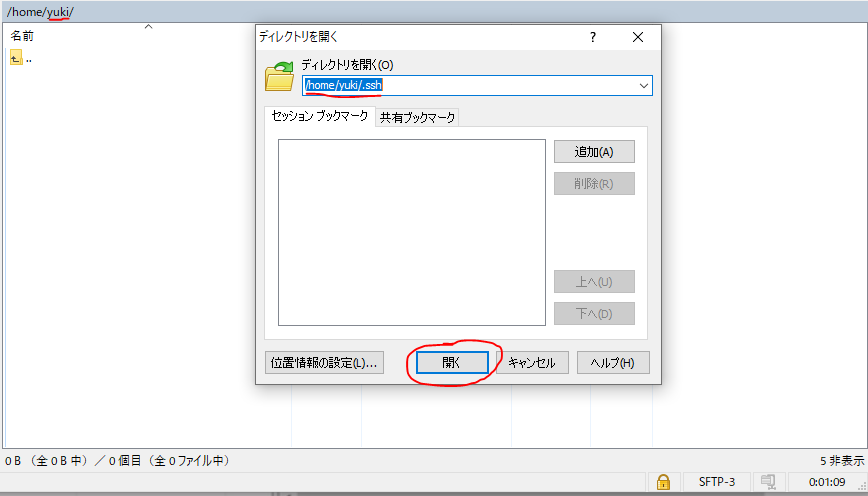 /home/yuki/
名前
..
ディレクトリを開く
?
ディレクトリを開く(O)
/home/yuki/.ssh
セッション ブックマーク
共有ブックマーク
追加(A)
削除(R)
上へ(U)
下へ(D)
位置情報の設定(L)...
開く
キャンセル
ヘルプ(H)
0 B （全 0 B 中） ／ 0 個目 （全 0 ファイル中）
5 非表示
SFTP-3
0:01:09